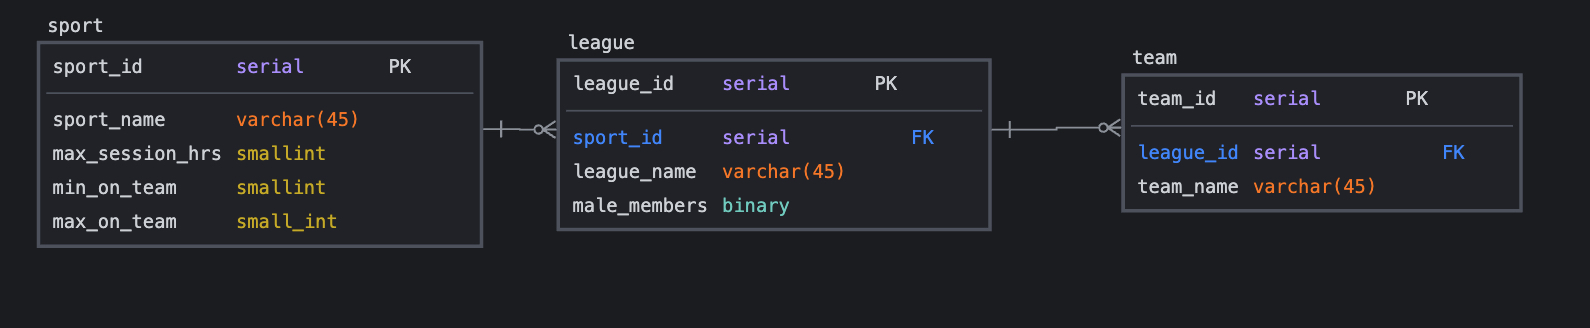 sport
sport_id serial PK
sport_name varchar(45)
max_session_hrs smallint
min_on_team smallint
max_on_team small_int
league
league_id serial PK
sport_id serial FK
league_name varchar(45)
male_members binary
team
team_id serial PK
league_id serial FK
team_name varchar(45)